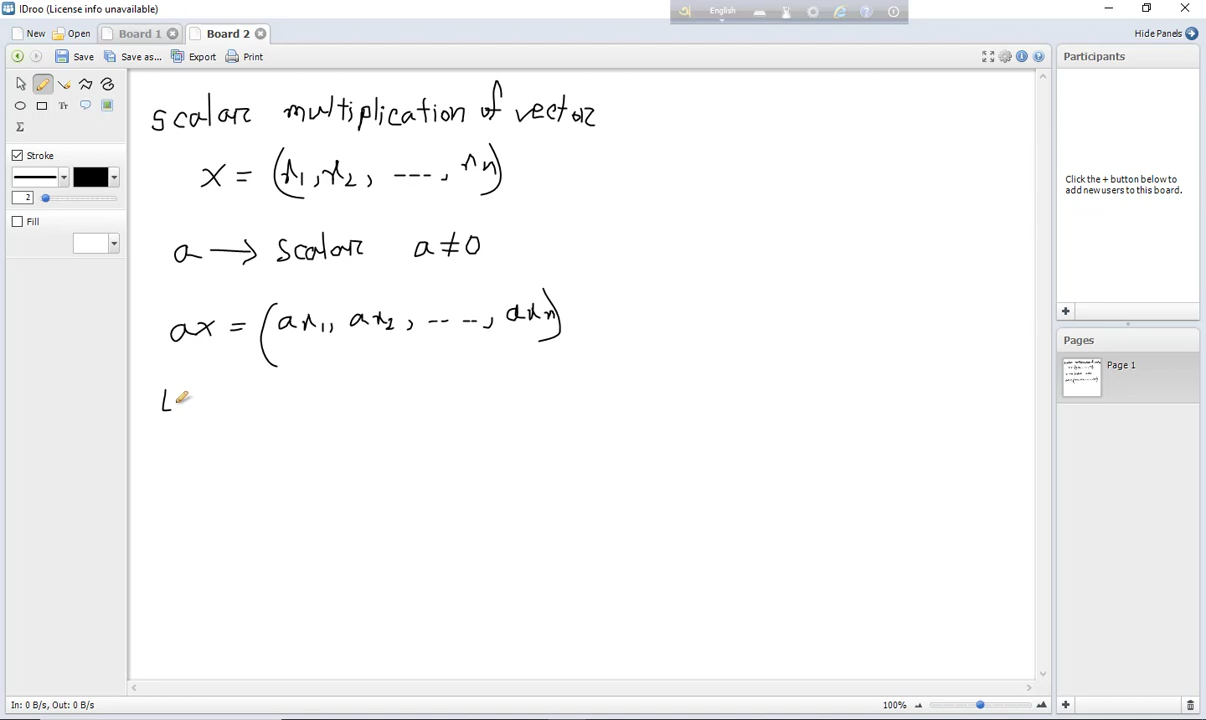 IDroo (License info unavailable)
English
New Open Board 1 Board 2 Hide Panels
Save Save as... Export Print
Participants
scalar multiplication of vector
x = (x₁, x₂, ----, xₙ)
Click the + button below to
add new users to this board.
a → scalar a ≠ 0
ax = (ax₁, ax₂, -- --, axₙ)
L
Tr
Σ
Stroke
2
Fill
Pages
Page 1
In: 0 B/s, Out: 0 B/s 100%